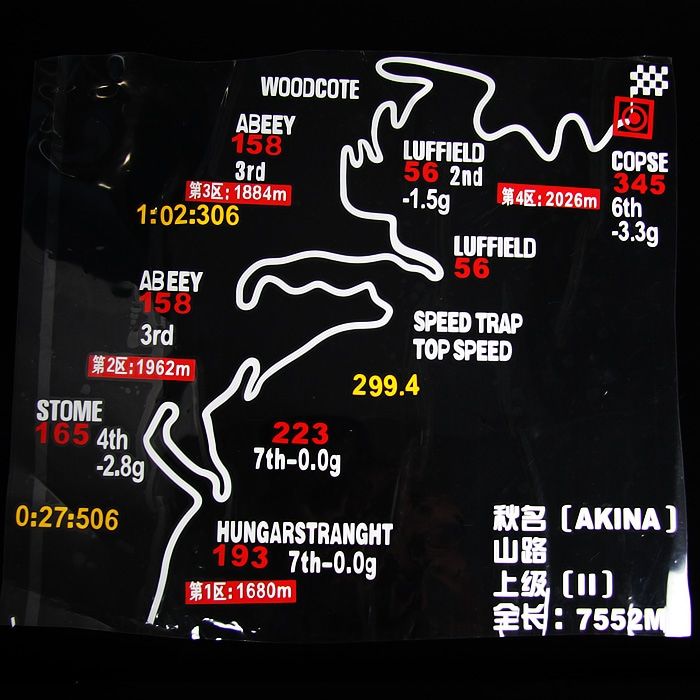 WOODCOTE
ABEEY
158
3rd
第3区:1884m
1:02:306
LUFFIELD
56 2nd
-1.5g
第4区:2026m
COPSE
345
6th
-3.3g
LUFFIELD
56
ABEEY
158
3rd
第2区:1962m
SPEED TRAP
TOP SPEED
299.4
STOME
165 4th
-2.8g
223
7th-0.0g
0:27:506
HUNGARSTRANGHT
193 7th-0.0g
第1区:1680m
秋名 [AKINA]
山路
上级 [II]
全长: 7552M